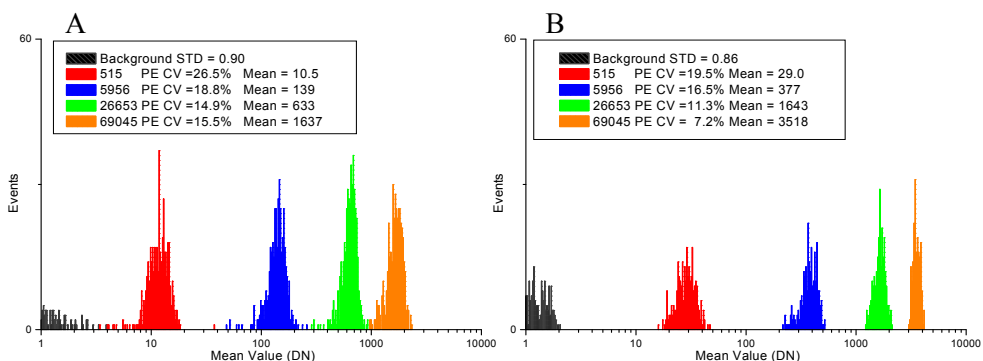 A
60
Background STD = 0.90
515 PE CV =26.5% Mean = 10.5
5956 PE CV =18.8% Mean = 139
26653 PE CV =14.9% Mean = 633
69045 PE CV =15.5% Mean = 1637
Events
0
1 10 100 1000 10000
Mean Value (DN)
B
60
Background STD = 0.86
515 PE CV =19.5% Mean = 29.0
5956 PE CV =16.5% Mean = 377
26653 PE CV =11.3% Mean = 1643
69045 PE CV = 7.2% Mean = 3518
Events
0
1 10 100 1000 10000
Mean Value (DN)